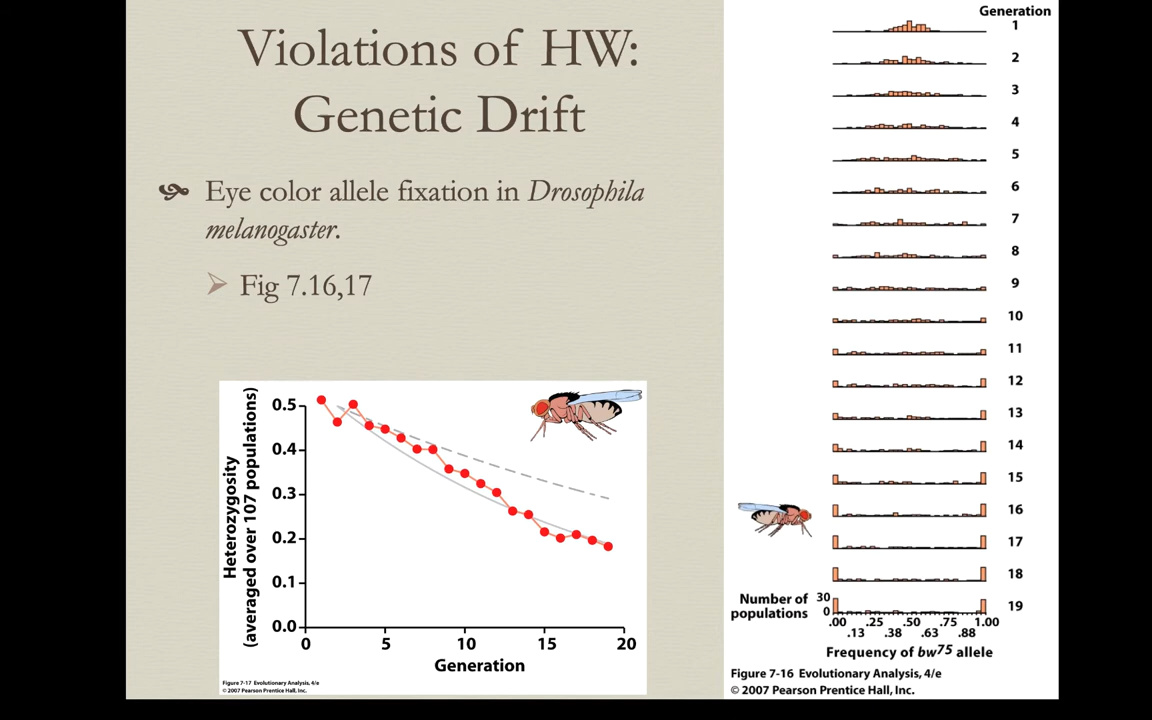 Violations of HW:
Genetic Drift
Eye color allele fixation in Drosophila
melanogaster.
Fig 7.16,17
Heterozygosity
(averaged over 107 populations)
0.5
0.4
0.3
0.2
0.1
0.0
0 5 10 15 20
Generation
Figure 7-17 Evolutionary Analysis, 4/e
© 2007 Pearson Prentice Hall, Inc.
Generation
1
2
3
4
5
6
7
8
9
10
11
12
13
14
15
16
17
18
19
Number of
populations
30
0
.00 .25 .50 .75 1.00
.13 .38 .63 .88
Frequency of bw75 allele
Figure 7-16 Evolutionary Analysis, 4/e
© 2007 Pearson Prentice Hall, Inc.